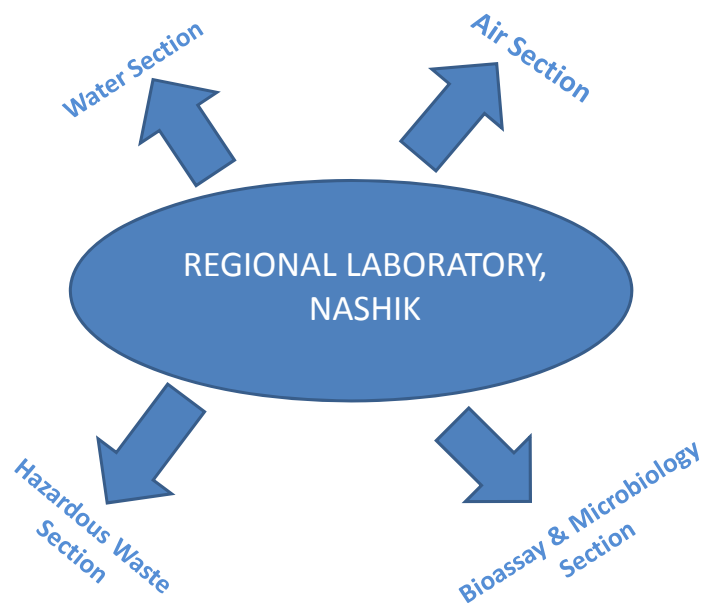 Water Section
Air Section
REGIONAL LABORATORY,
NASHIK
Hazardous Waste
Section
Bioassay & Microbiology
Section